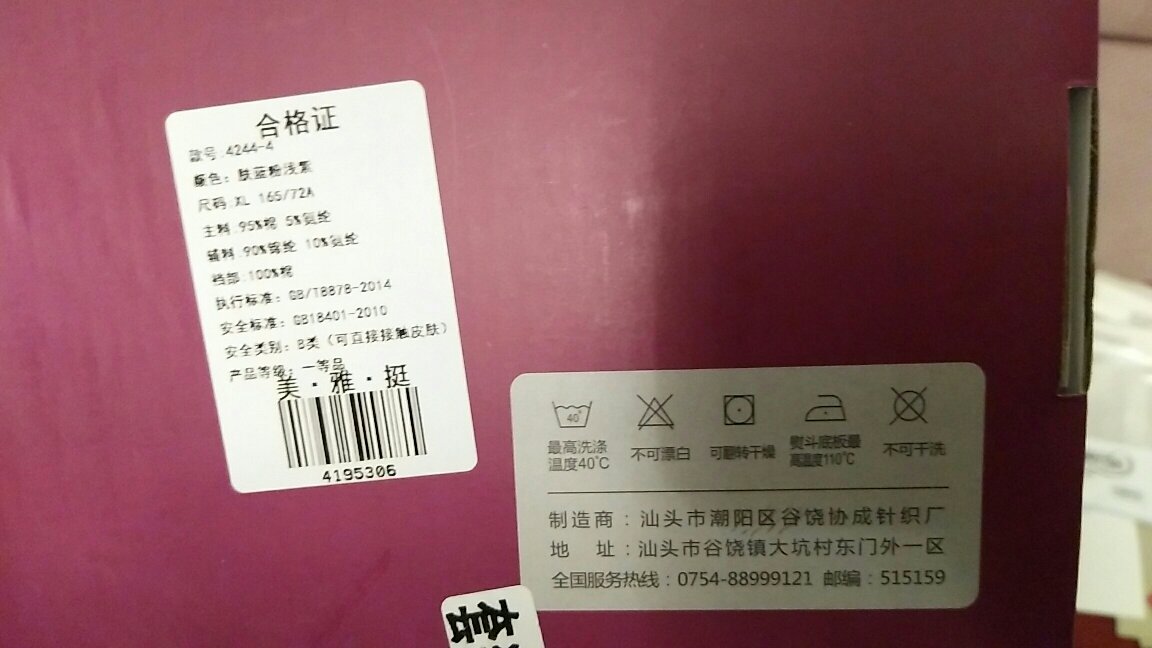 合格证
款号:4244-4
颜色：肤蓝粉浅紫
尺码:XL 165/72A
主料:95%棉 5%氨纶
辅料:90%锦纶 10%氨纶
裆部:100%棉
执行标准：GB/T8878-2014
安全标准：GB18401-2010
安全类别：B类（可直接接触皮肤）
产品等级：一等品
美·雅·挺
4195306
40°
最高洗涤
温度40℃
不可漂白
可翻转干燥
熨斗底板最
高温度110℃
不可干洗
制造商：汕头市潮阳区谷饶协成针织厂
地 址：汕头市谷饶镇大坑村东门外一区
全国服务热线：0754-88999121 邮编：515159